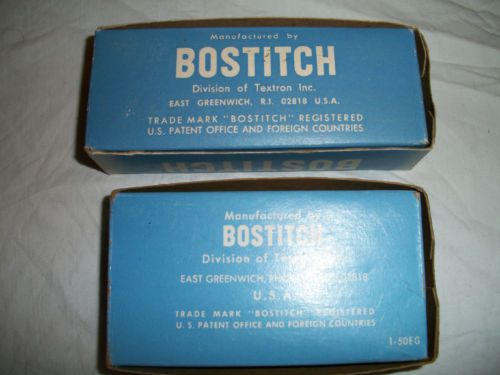 Manufactured by
BOSTITCH
Division of Textron Inc.
EAST GREENWICH, R.I. 02818 U.S.A.
TRADE MARK "BOSTITCH" REGISTERED
U.S. PATENT OFFICE AND FOREIGN COUNTRIES
BOSTITCH
Manufactured by
BOSTITCH
Division of
EAST GREENWICH, 02818
U.S.A.
TRADE MARK "BOSTITCH" REGISTERED
U.S. PATENT OFFICE AND FOREIGN COUNTRIES
1-50EG